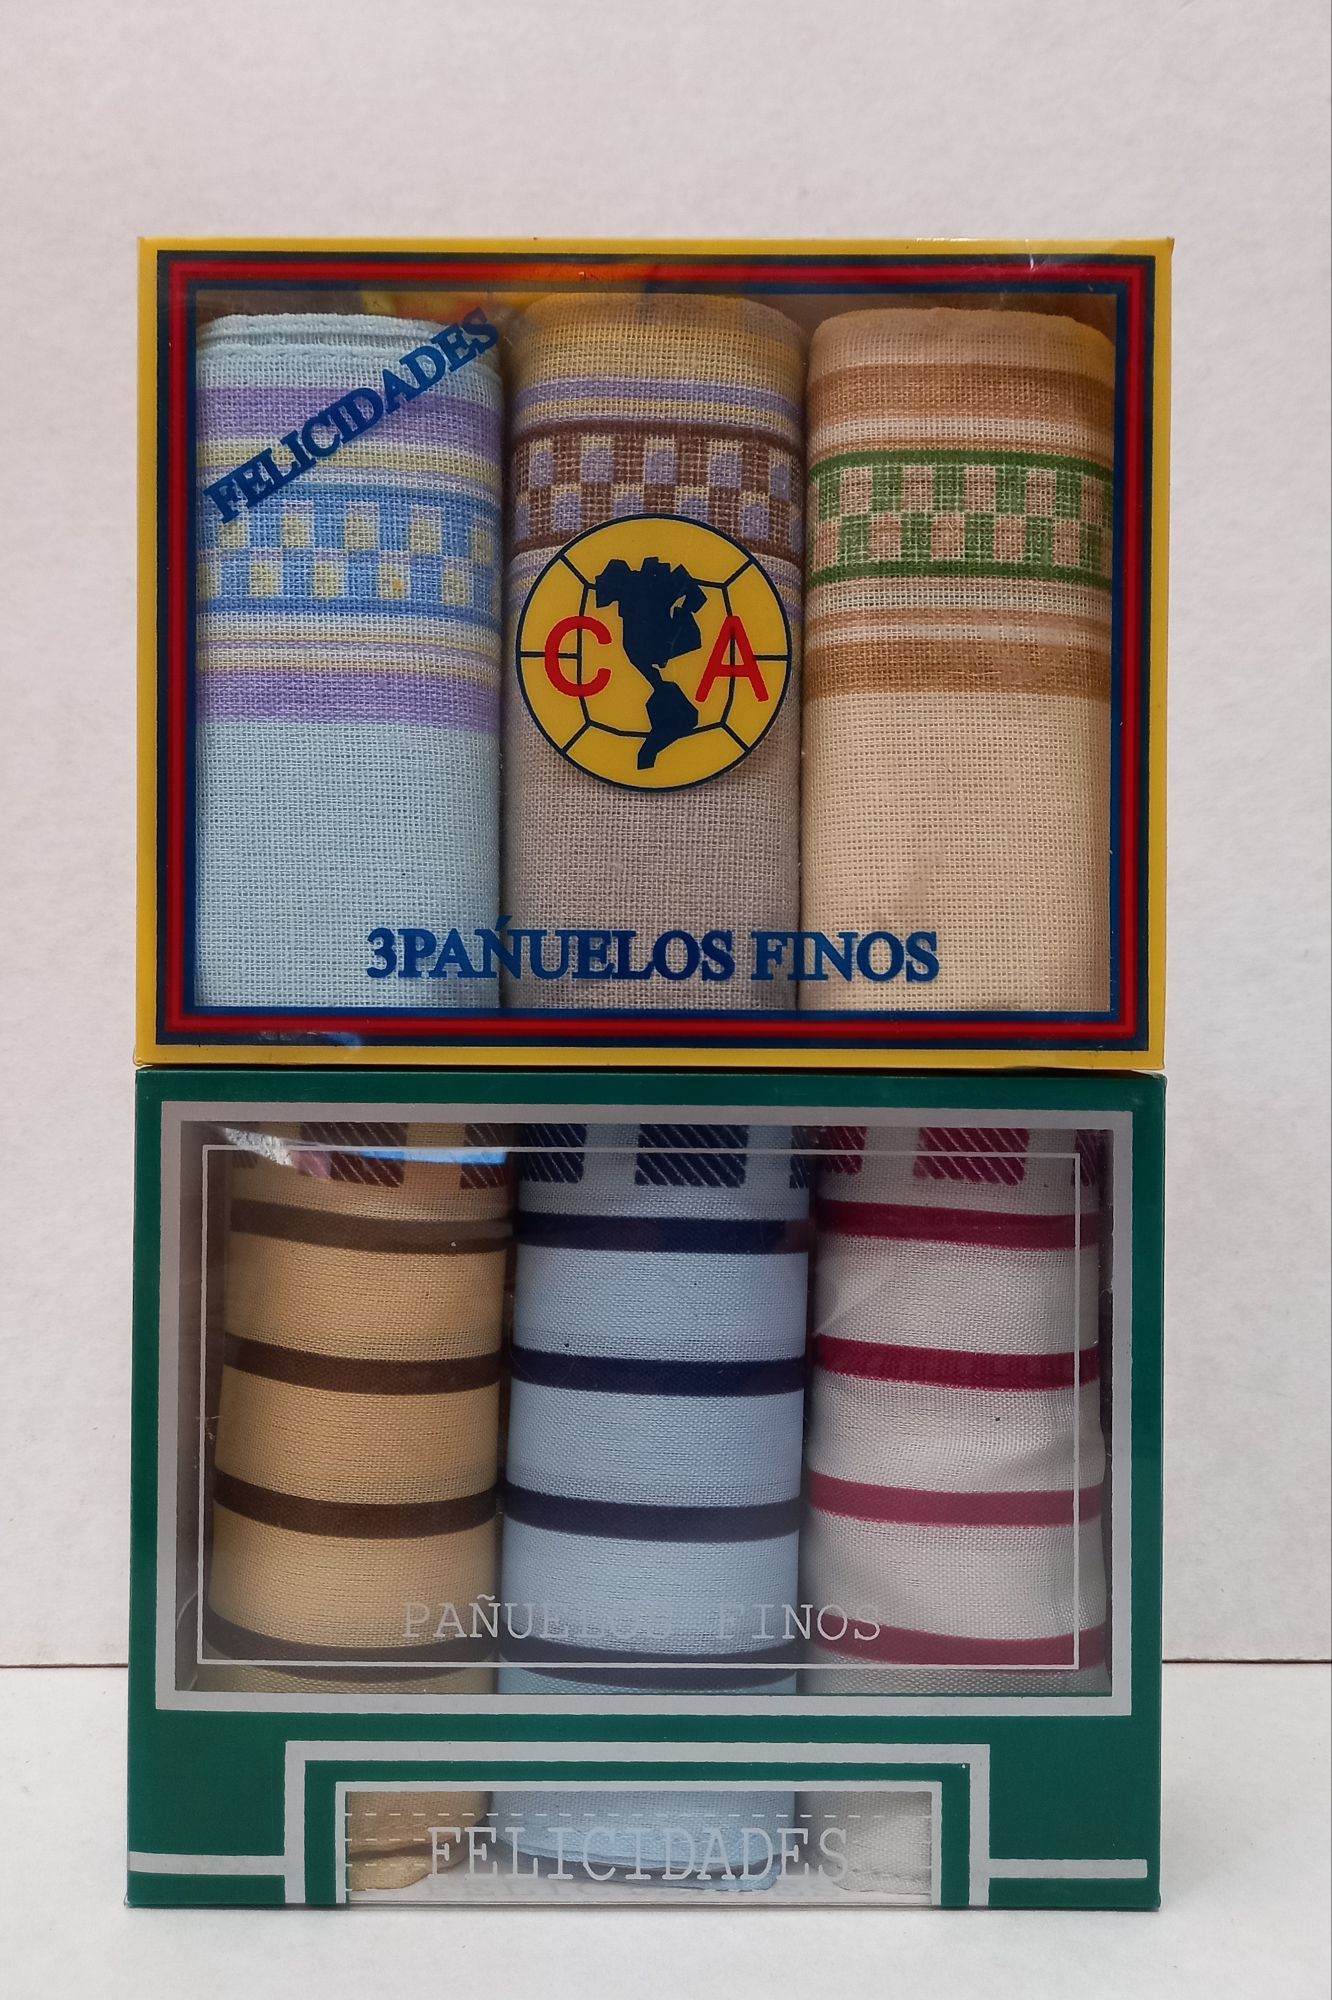 FELICIDADES
C A
3PAÑUELOS FINOS
PAÑUELOS FINOS
FELICIDADES